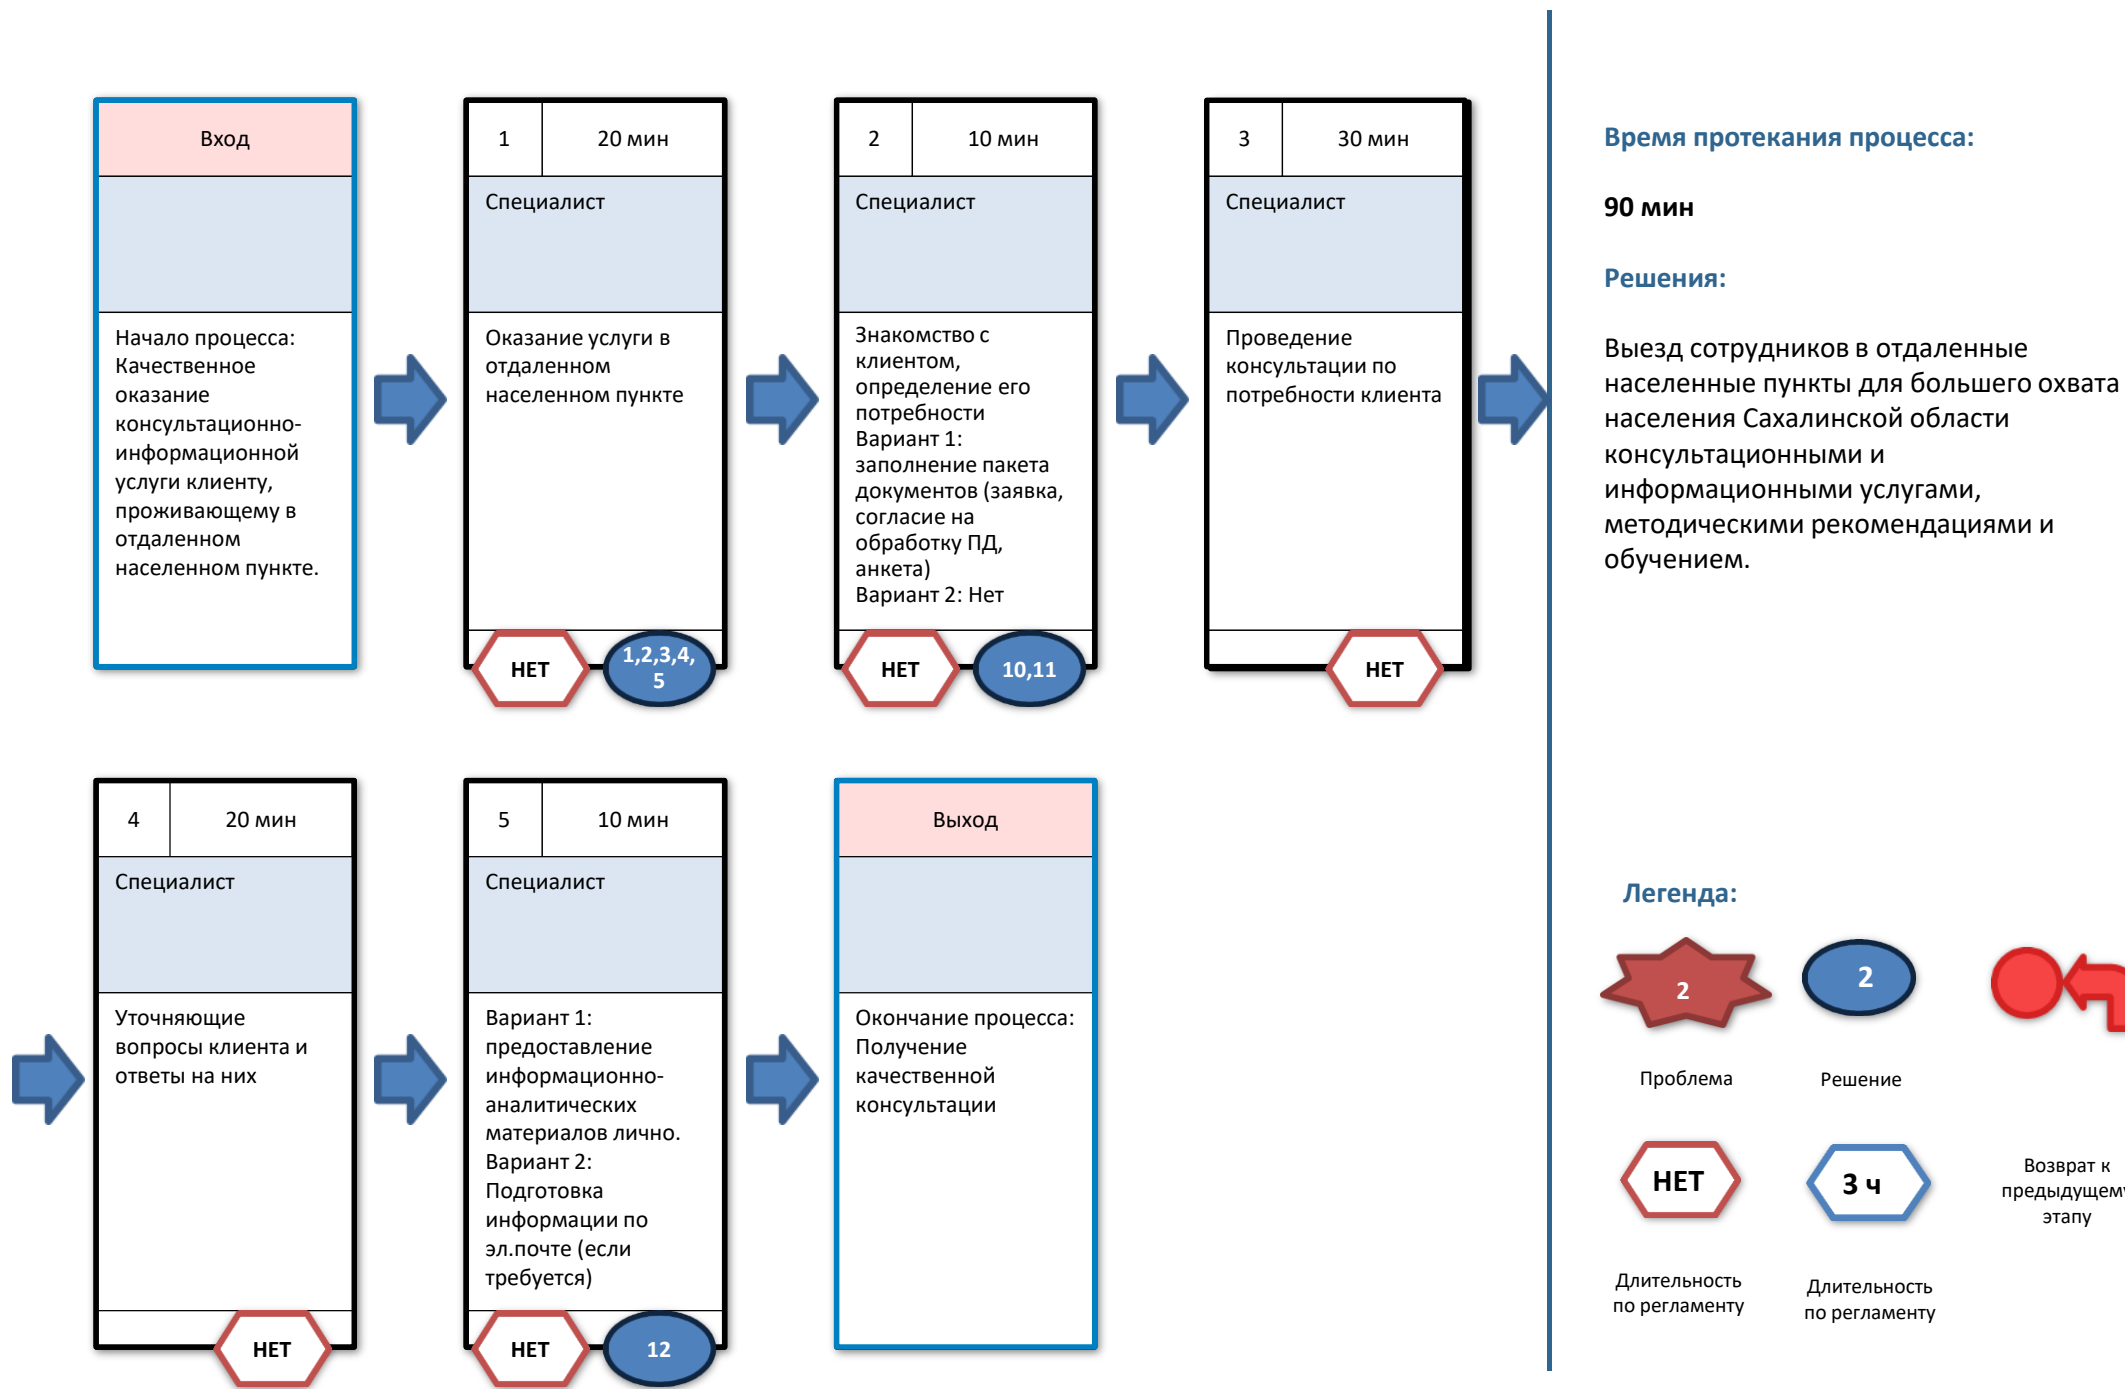 Вход
Начало процесса:
Качественное
оказание
консультационно-
информационной
услуги клиенту,
проживающему в
отдаленном
населенном пункте.
1
20 мин
Специалист
Оказание услуги в
отдаленном
населенном пункте
НЕТ
1,2,3,4,
5
2
10 мин
Специалист
Знакомство с
клиентом,
определение его
потребности
Вариант 1:
заполнение пакета
документов (заявка,
согласие на
обработку ПД,
анкета)
Вариант 2: Нет
НЕТ
10,11
3
30 мин
Специалист
Проведение
консультации по
потребности клиента
НЕТ
4
20 мин
Специалист
Уточняющие
вопросы клиента и
ответы на них
НЕТ
5
10 мин
Специалист
Вариант 1:
предоставление
информационно-
аналитических
материалов лично.
Вариант 2:
Подготовка
информации по
эл.почте (если
требуется)
НЕТ
12
Выход
Окончание процесса:
Получение
качественной
консультации
Время протекания процесса:
90 мин
Решения:
Выезд сотрудников в отдаленные
населенные пункты для большего охвата
населения Сахалинской области
консультационными и
информационными услугами,
методическими рекомендациями и
обучением.
Легенда:
2
Проблема
2
Решение
НЕТ
Длительность
по регламенту
3 ч
Длительность
по регламенту
Возврат к
предыдущему
этапу